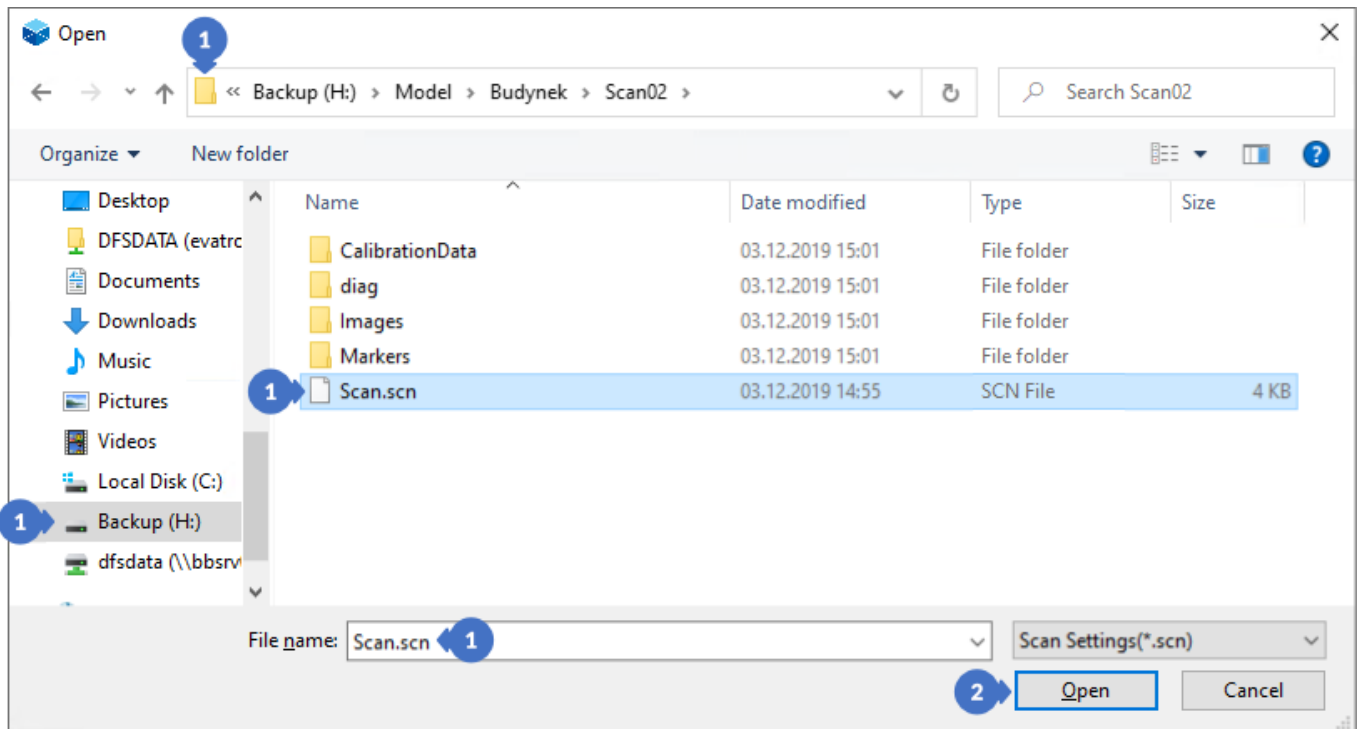 Open
1
« Backup (H:) › Model › Budynek › Scan02 ›
Search Scan02
Organize
New folder
?
Desktop
DFSDATA (evatrc
Documents
Downloads
Music
Pictures
Videos
Local Disk (C:)
1
Backup (H:)
dfsdata (\\bbsrv
Name Date modified Type Size
CalibrationData 03.12.2019 15:01 File folder
diag 03.12.2019 15:01 File folder
Images 03.12.2019 15:01 File folder
Markers 03.12.2019 15:01 File folder
1 Scan.scn 03.12.2019 14:55 SCN File 4 KB
File name: Scan.scn 1
Scan Settings(*.scn)
2 Open Cancel